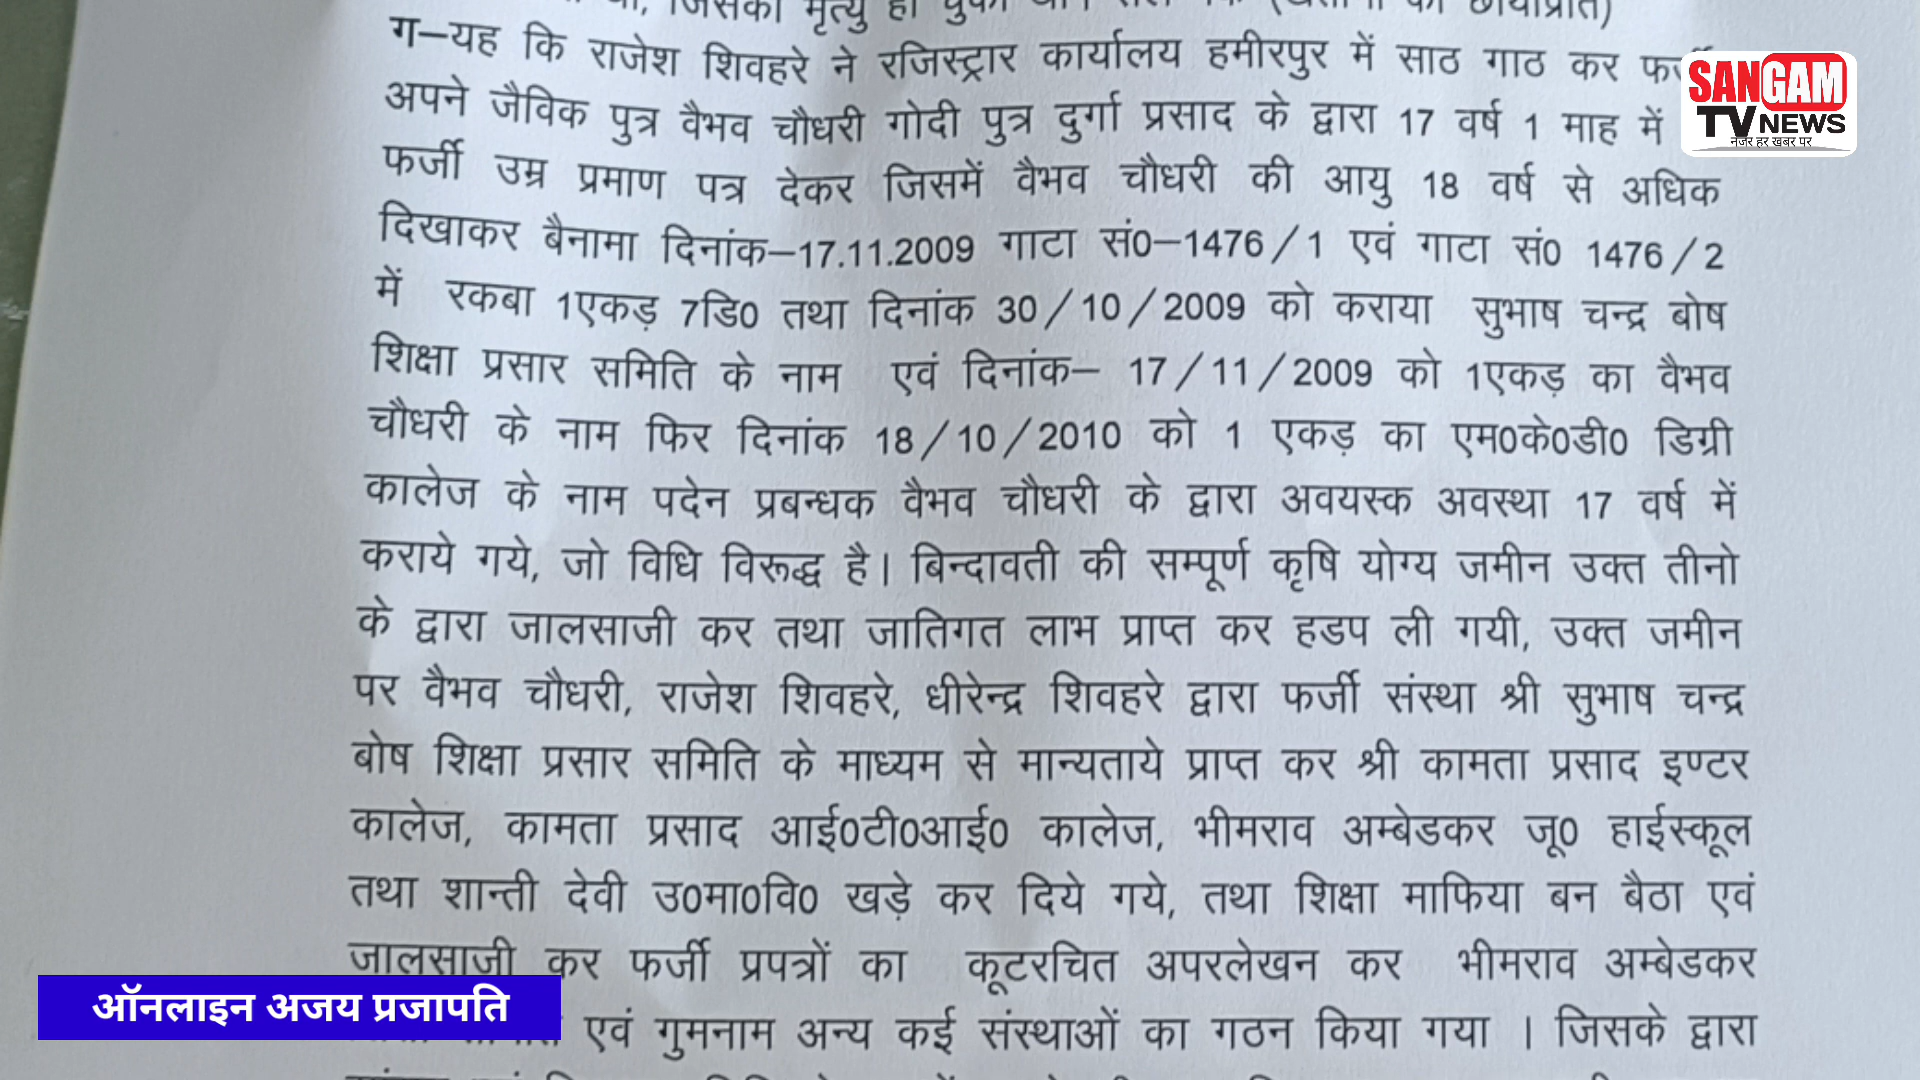 ग–यह कि राजेश शिवहरे ने रजिस्ट्रार कार्यालय हमीरपुर में साठ गाठ कर
अपने जैविक पुत्र वैभव चौधरी गोदी पुत्र दुर्गा प्रसाद के द्वारा 17 वर्ष 1 माह में
फर्जी उम्र प्रमाण पत्र देकर जिसमें वैभव चौधरी की आयु 18 वर्ष से अधिक
दिखाकर बैनामा दिनांक–17.11.2009 गाटा सं0–1476/1 एवं गाटा सं0 1476/2
में रकबा 1एकड़ 7डि0 तथा दिनांक 30/10/2009 को कराया सुभाष चन्द्र बोष
शिक्षा प्रसार समिति के नाम एवं दिनांक– 17/11/2009 को 1एकड़ का वैभव
चौधरी के नाम फिर दिनांक 18/10/2010 को 1 एकड़ का एम0के0डी0 डिग्री
कालेज के नाम पदेन प्रबन्धक वैभव चौधरी के द्वारा अवयस्क अवस्था 17 वर्ष में
कराये गये, जो विधि विरूद्ध है। बिन्दावती की सम्पूर्ण कृषि योग्य जमीन उक्त तीनो
के द्वारा जालसाजी कर तथा जातिगत लाभ प्राप्त कर हडप ली गयी, उक्त जमीन
पर वैभव चौधरी, राजेश शिवहरे, धीरेन्द्र शिवहरे द्वारा फर्जी संस्था श्री सुभाष चन्द्र
बोष शिक्षा प्रसार समिति के माध्यम से मान्यताये प्राप्त कर श्री कामता प्रसाद इण्टर
कालेज, कामता प्रसाद आई0टी0आई0 कालेज, भीमराव अम्बेडकर जू0 हाईस्कूल
तथा शान्ती देवी उ0मा0वि0 खड़े कर दिये गये, तथा शिक्षा माफिया बन बैठा एवं
जालसाजी कर फर्जी प्रपत्रों का कूटरचित अपरलेखन कर भीमराव अम्बेडकर
एवं गुमनाम अन्य कई संस्थाओं का गठन किया गया । जिसके द्वारा
SANGAM
TV NEWS
नजर हर खबर पर
ऑनलाइन अजय प्रजापति